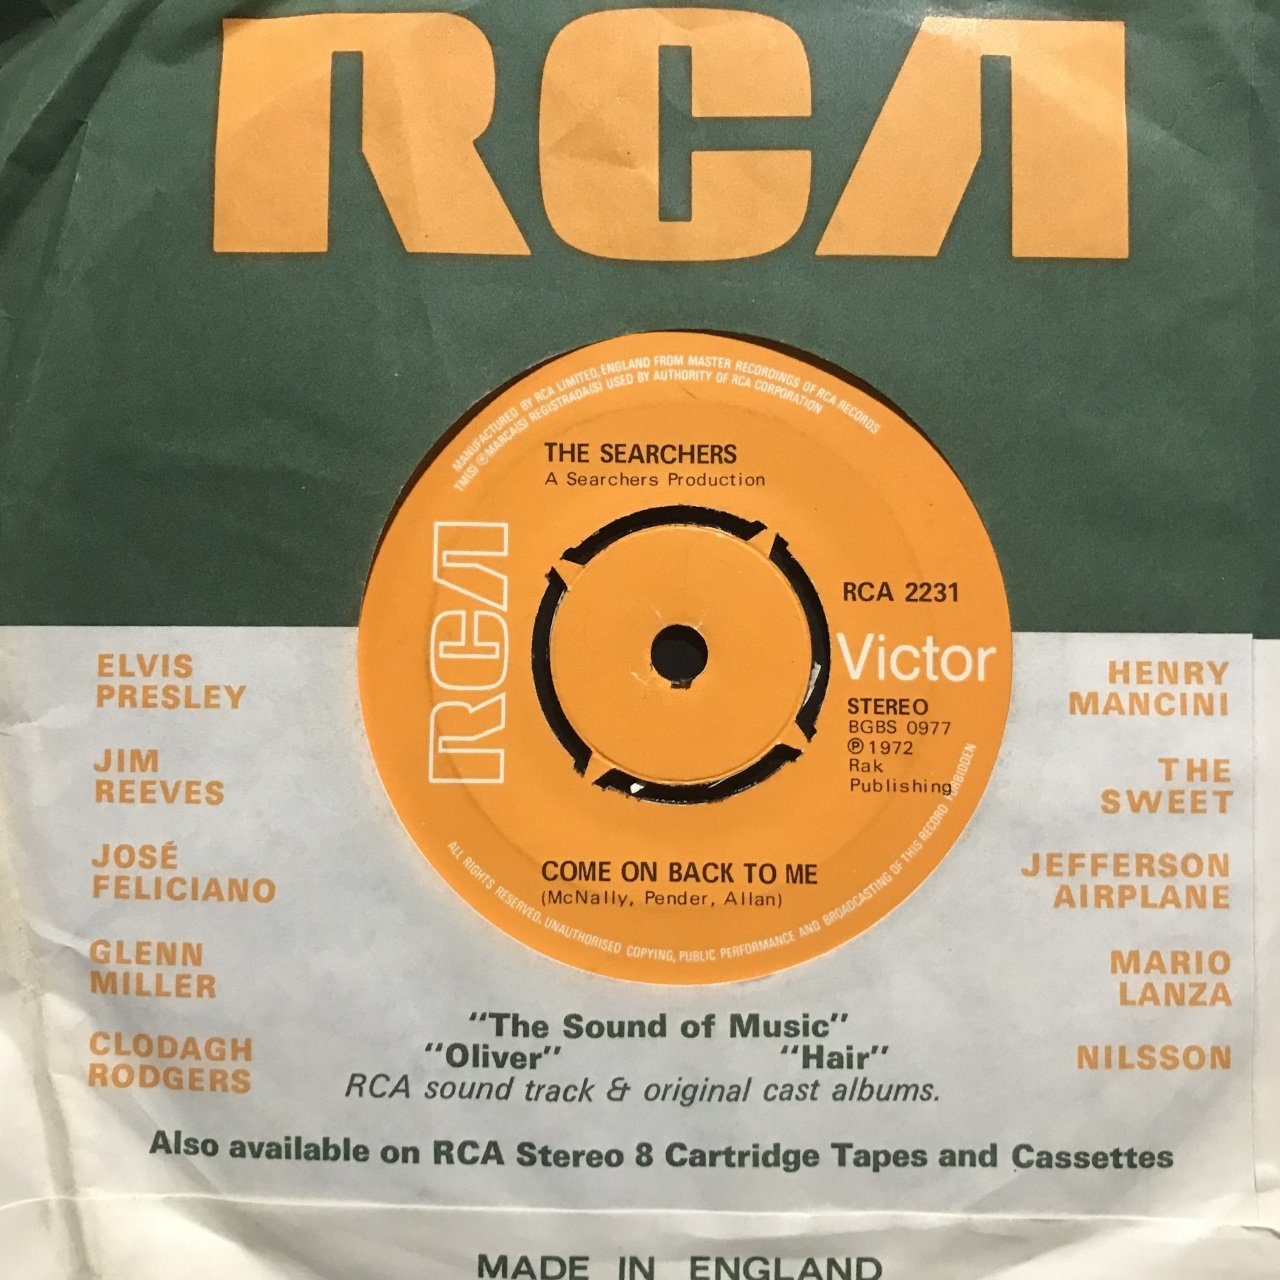 RCA
MANUFACTURED BY RCA LIMITED, ENGLAND FROM MASTER RECORDINGS OF RCA RECORDS
TM(S) ® MARCA(S) REGISTRADA(S) USED BY AUTHORITY OF RCA CORPORATION
THE SEARCHERS
A Searchers Production
RCA
RCA 2231
Victor
STEREO
BGBS 0977
℗ 1972
Rak
Publishing
COME ON BACK TO ME
(McNally, Pender, Allan)
ALL RIGHTS RESERVED. UNAUTHORISED COPYING, PUBLIC PERFORMANCE AND BROADCASTING OF THIS RECORD FORBIDDEN
ELVIS
PRESLEY
JIM
REEVES
JOSÉ
FELICIANO
GLENN
MILLER
CLODAGH
RODGERS
HENRY
MANCINI
THE
SWEET
JEFFERSON
AIRPLANE
MARIO
LANZA
NILSSON
"The Sound of Music"
"Oliver" "Hair"
RCA sound track & original cast albums.
Also available on RCA Stereo 8 Cartridge Tapes and Cassettes
MADE IN ENGLAND